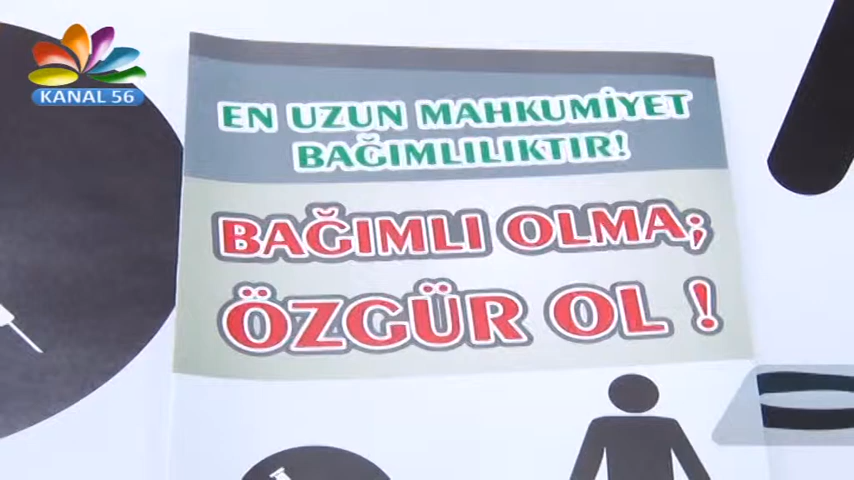 KANAL 56
EN UZUN MAHKUMİYET
BAĞIMLILIKTIR!
BAĞIMLI OLMA;
ÖZGÜR OL !